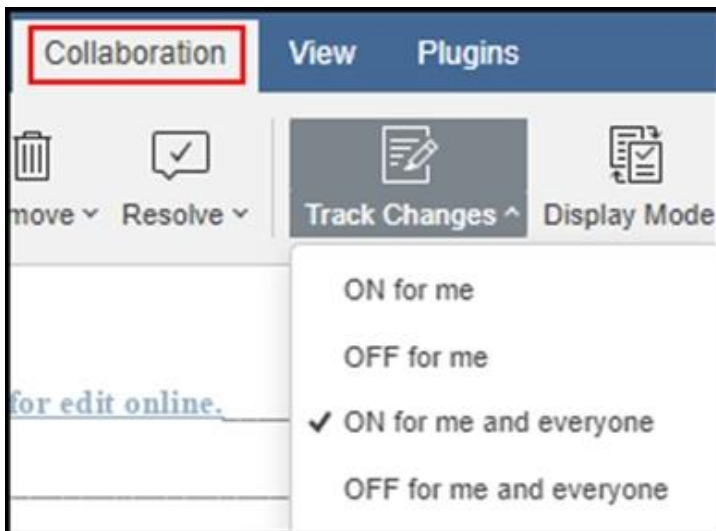 Collaboration View Plugins
move Resolve Track Changes Display Mode
ON for me
OFF for me
for edit online.
ON for me and everyone
OFF for me and everyone